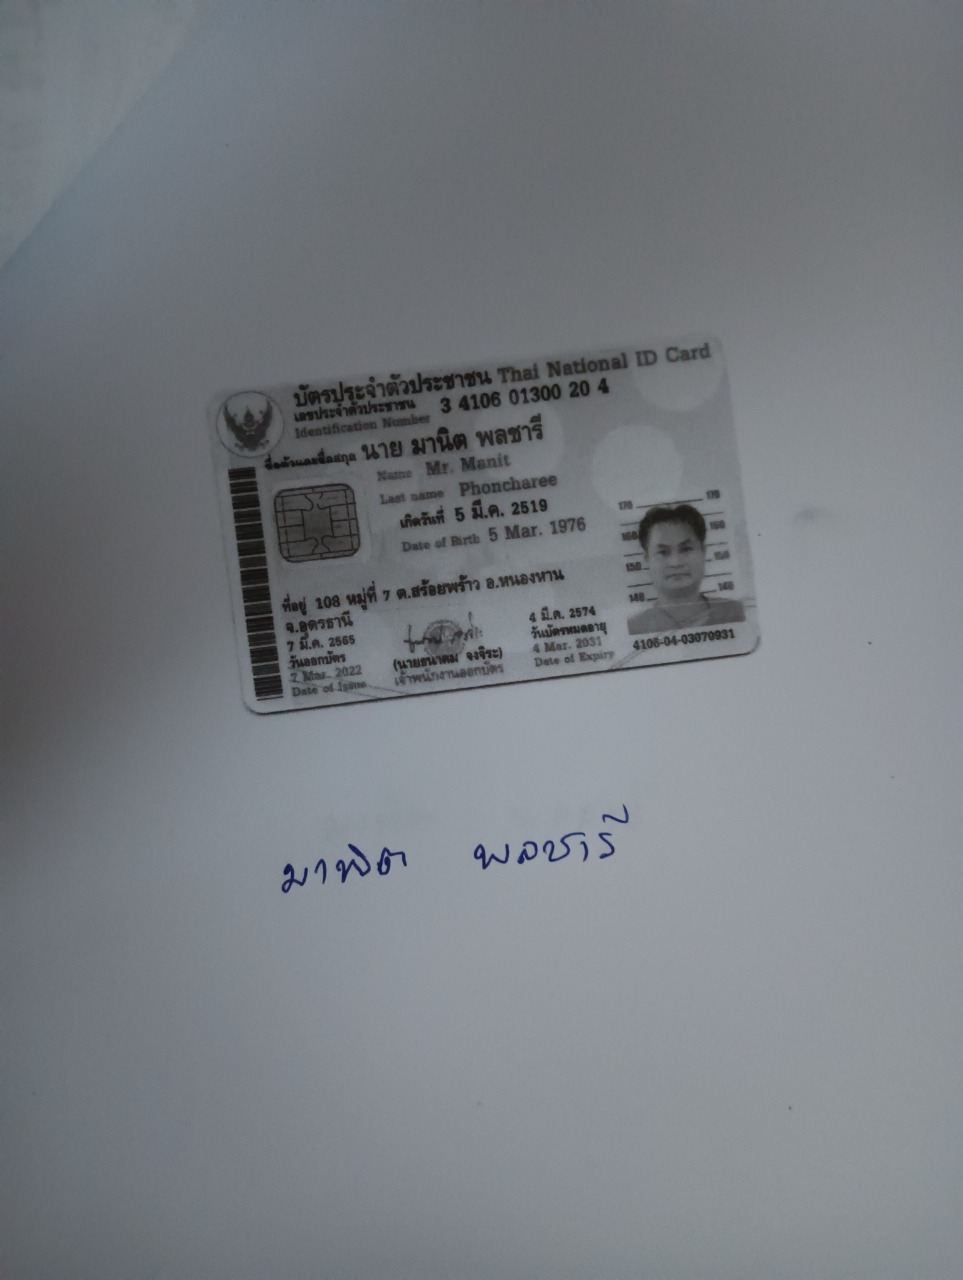 บัตรประจำตัวประชาชน Thai National ID Card
เลขประจำตัวประชาชน 3 4106 01300 20 4
Identification Number
ชื่อตัวและชื่อสกุล นาย มานิต พลชารี
Name Mr. Manit
Last name Phoncharee
เกิดวันที่ 5 มี.ค. 2519
Date of Birth 5 Mar. 1976
ที่อยู่ 108 หมู่ที่ 7 ต.สร้อยพร้าว อ.หนองหาน
จ.อุดรธานี
7 มี.ค. 2565
วันออกบัตร
7 Mar. 2022
Date of Issue
(นายธนาคม จงจิระ)
เจ้าพนักงานออกบัตร
4 มี.ค. 2574
วันบัตรหมดอายุ
4 Mar. 2031
Date of Expiry
170 170
160 160
150 150
140 140
4106-04-03070931
มานิต พลชารี